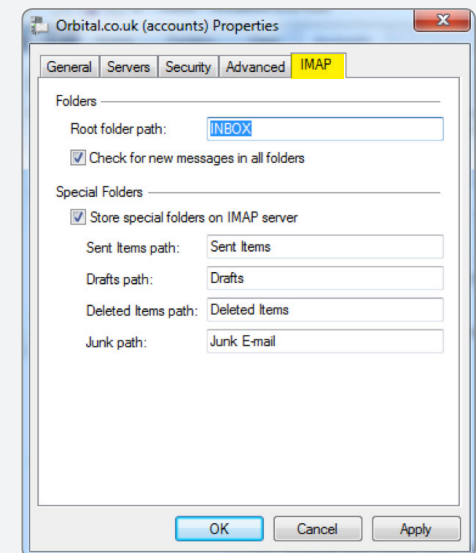 Orbital.co.uk (accounts) Properties
General Servers Security Advanced IMAP
Folders
Root folder path: INBOX
Check for new messages in all folders
Special Folders
Store special folders on IMAP server
Sent Items path: Sent Items
Drafts path: Drafts
Deleted Items path: Deleted Items
Junk path: Junk E-mail
OK Cancel Apply